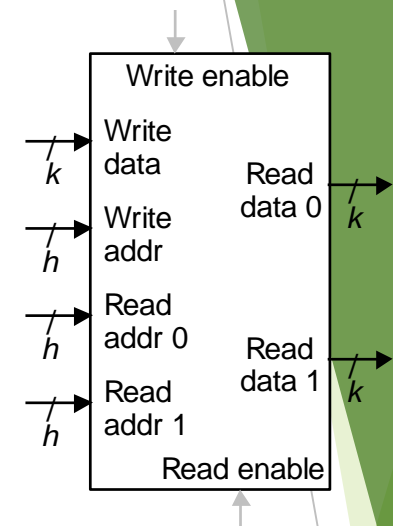 Write enable
Write
data
k
Write
addr
h
Read
addr 0
h
Read
addr 1
h
Read
data 0
k
Read
data 1
k
Read enable